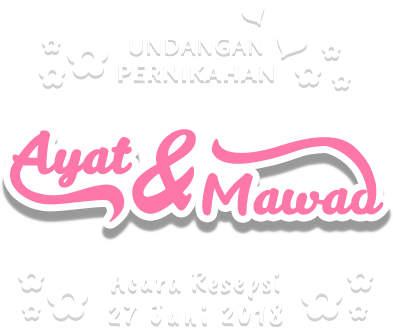 UNDANGAN
PERNIKAHAN
Ayat & Mawad
Acara Resepsi
27 Juni 2018